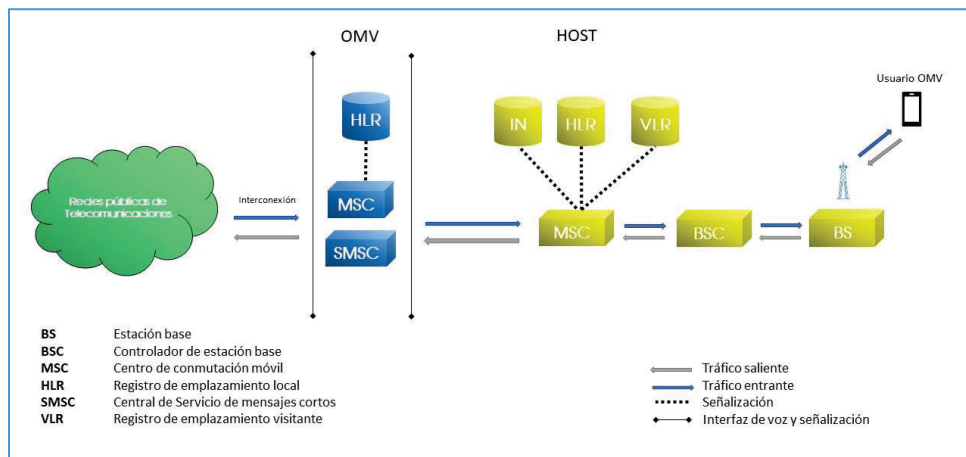 OMV
HOST
Usuario OMV
HLR
IN
HLR
VLR
Redes públicas de
Telecomunicaciones
Interconexión
MSC
SMSC
MSC
BSC
BS
BS Estación base
BSC Controlador de estación base
MSC Centro de conmutación móvil
HLR Registro de emplazamiento local
SMSC Central de Servicio de mensajes cortos
VLR Registro de emplazamiento visitante
Tráfico saliente
Tráfico entrante
Señalización
Interfaz de voz y señalización